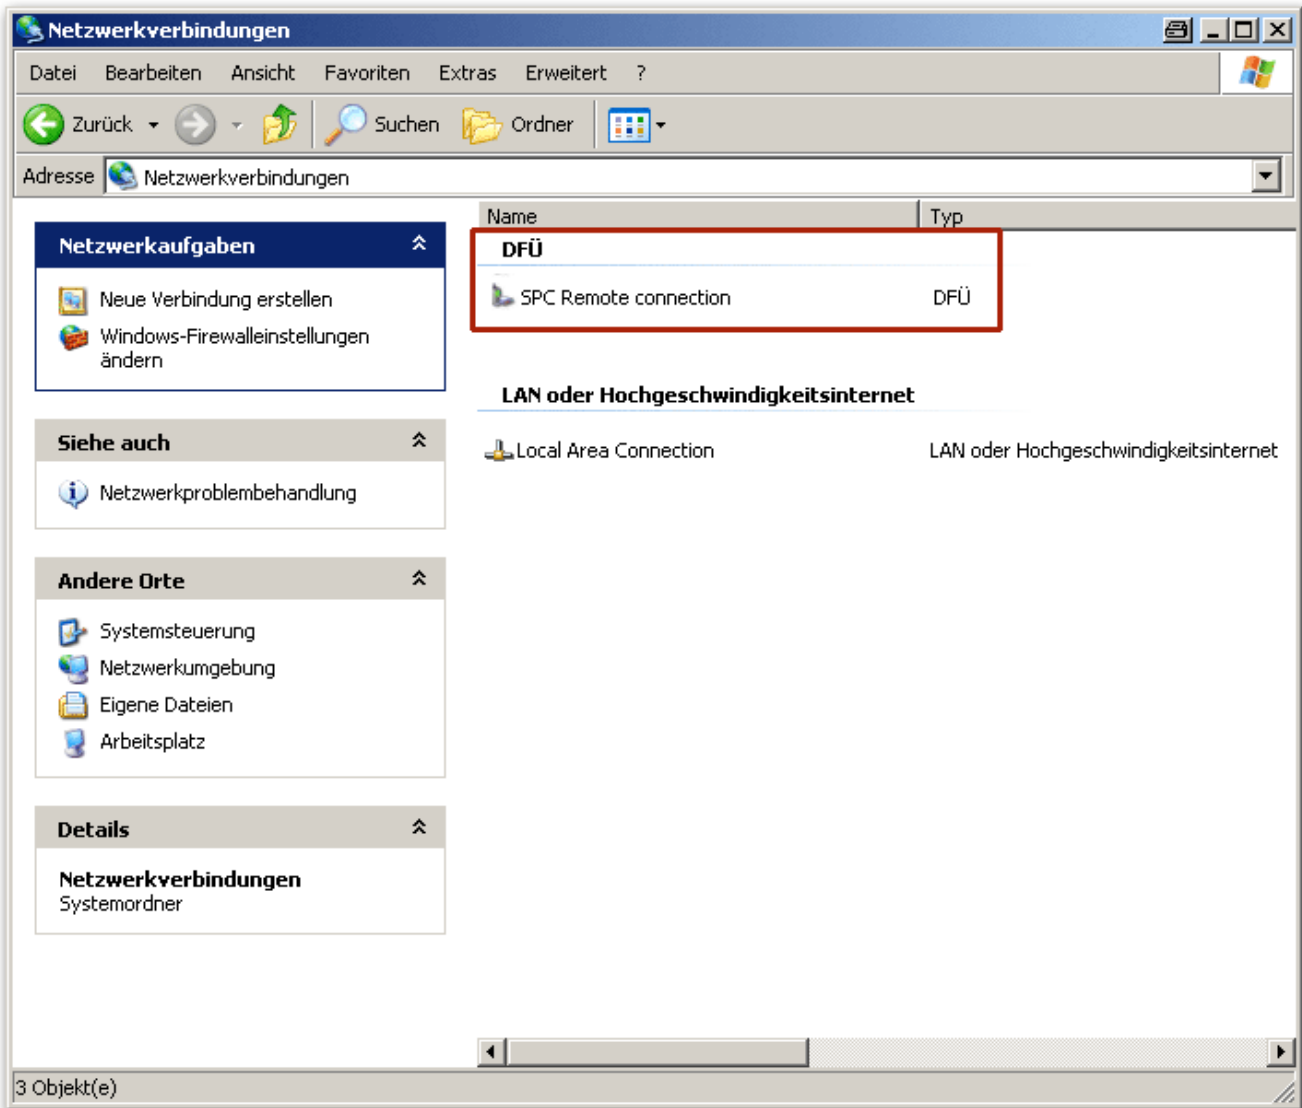 Netzwerkverbindungen
Datei Bearbeiten Ansicht Favoriten Extras Erweitert ?
Zurück Suchen Ordner
Adresse Netzwerkverbindungen
Netzwerkaufgaben
Neue Verbindung erstellen
Windows-Firewalleinstellungen
ändern
Siehe auch
Netzwerkproblembehandlung
Andere Orte
Systemsteuerung
Netzwerkumgebung
Eigene Dateien
Arbeitsplatz
Details
Netzwerkverbindungen
Systemordner
Name Typ
DFÜ
SPC Remote connection DFÜ
LAN oder Hochgeschwindigkeitsinternet
Local Area Connection LAN oder Hochgeschwindigkeitsinternet
3 Objekt(e)